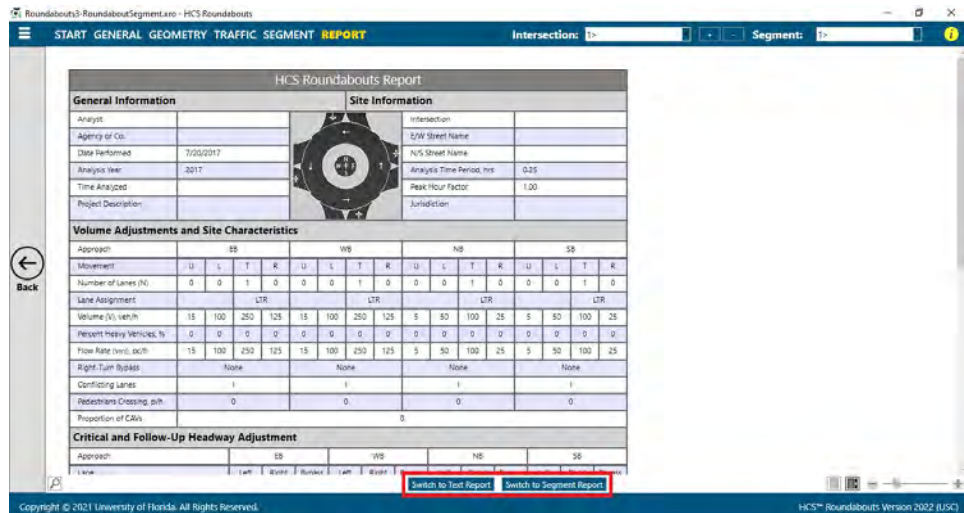 Roundabouts3-RoundaboutSegment.xro - HCS Roundabouts
START GENERAL GEOMETRY TRAFFIC SEGMENT REPORT Intersection: 1> Segment: 1>
HCS Roundabouts Report
General Information Site Information
Analyst Intersection
Agency or Co. E/W Street Name
Date Performed 7/20/2017 N/S Street Name
Analysis Year 2017 Analysis Time Period, hrs 0.25
Time Analyzed Peak Hour Factor 1.00
Project Description Jurisdiction
Volume Adjustments and Site Characteristics
Approach EB WB NB SB
Movement U L T R U L T R U L T R U L T R
Number of Lanes (N) 0 0 1 0 0 0 1 0 0 0 1 0 0 0 1 0
Lane Assignment LTR LTR LTR LTR
Volume (V), veh/h 15 100 250 125 15 100 250 125 5 50 100 25 5 50 100 25
Percent Heavy Vehicles, % 0 0 0 0 0 0 0 0 0 0 0 0 0 0 0 0
Flow Rate (VPCE), pc/h 15 100 250 125 15 100 250 125 5 50 100 25 5 50 100 25
Right-Turn Bypass None None None None
Conflicting Lanes 1 1 1 1
Pedestrians Crossing, p/h 0 0 0 0
Proportion of CAVs 0
Critical and Follow-Up Headway Adjustment
Approach EB WB NB SB
Lane Left Right Bypass Left Right
Back
Switch to Text Report Switch to Segment Report
Copyright © 2021 University of Florida. All Rights Reserved. HCS™ Roundabouts Version 2022 (USC)